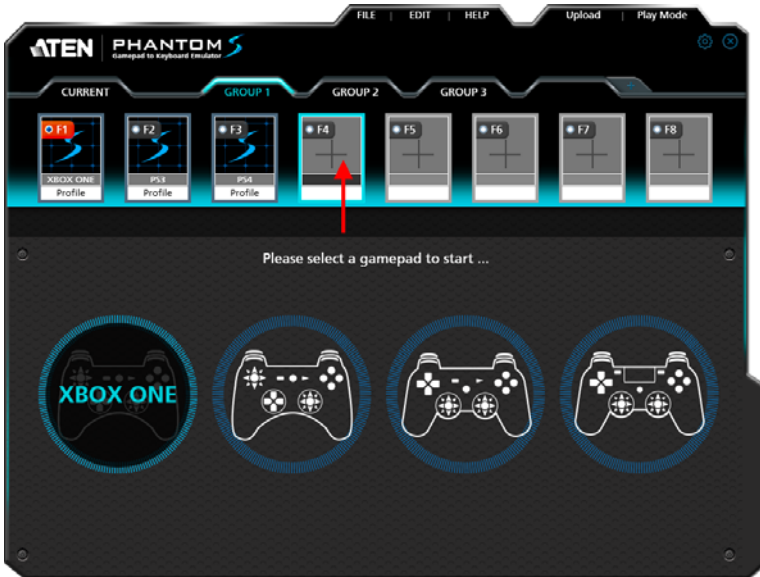 FILE | EDIT | HELP
Upload | Play Mode
ATEN PHANTOM S
Gamepad to Keyboard Emulator
CURRENT
GROUP 1
GROUP 2
GROUP 3
F1 F2 F3 F4 F5 F6 F7 F8
XBOX ONE PS3 PS4
Profile Profile Profile
Please select a gamepad to start ...
XBOX ONE